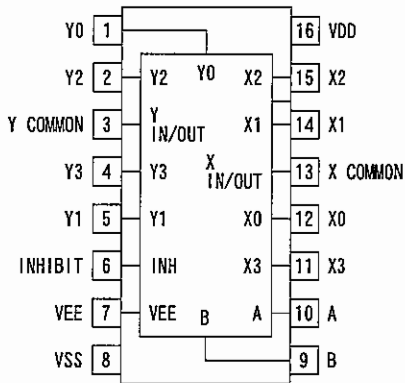 Y0 1 16 VDD
Y0
Y2 2 Y2 X2 15 X2
Y COMMON 3 Y IN/OUT X1 14 X1
Y3 4 Y3 X IN/OUT 13 X COMMON
Y1 5 Y1 X0 12 X0
INHIBIT 6 INH X3 11 X3
VEE 7 VEE B A 10 A
VSS 8 9 B